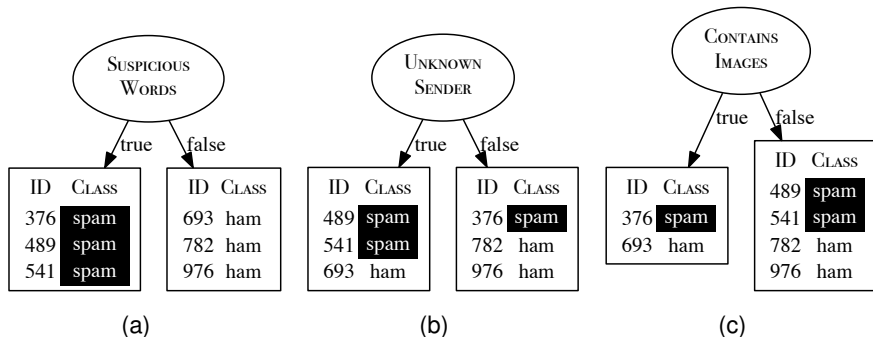 SUSPICIOUS
WORDS
true
false
ID CLASS
376 spam
489 spam
541 spam
ID CLASS
693 ham
782 ham
976 ham
(a)
UNKNOWN
SENDER
true
false
ID CLASS
489 spam
541 spam
693 ham
ID CLASS
376 spam
782 ham
976 ham
(b)
CONTAINS
IMAGES
true
false
ID CLASS
376 spam
693 ham
ID CLASS
489 spam
541 spam
782 ham
976 ham
(c)